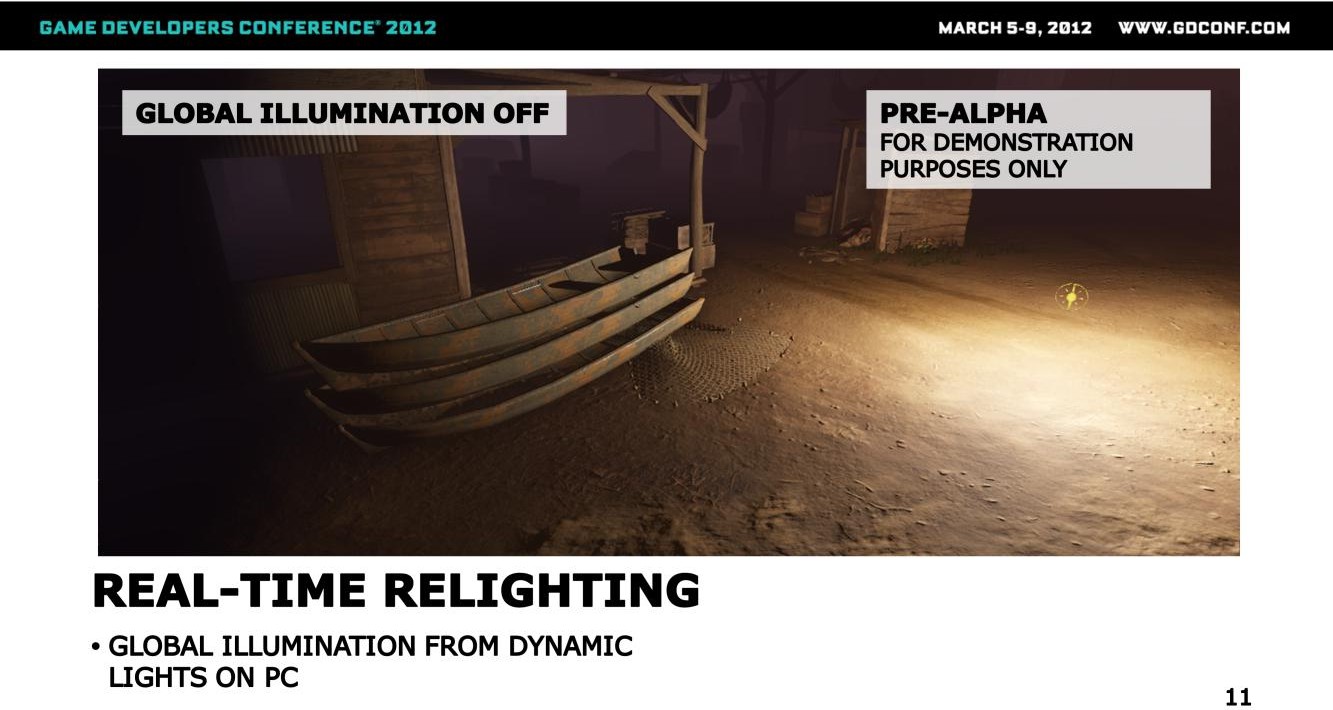 GAME DEVELOPERS CONFERENCE® 2012
MARCH 5-9, 2012 WWW.GDCONF.COM
GLOBAL ILLUMINATION OFF
PRE-ALPHA
FOR DEMONSTRATION
PURPOSES ONLY
REAL-TIME RELIGHTING
• GLOBAL ILLUMINATION FROM DYNAMIC
LIGHTS ON PC
11